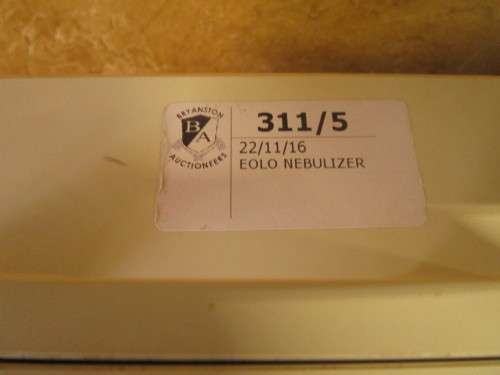 BRYANSTON
BA
AUCTIONEERS
311/5
22/11/16
EOLO NEBULIZER